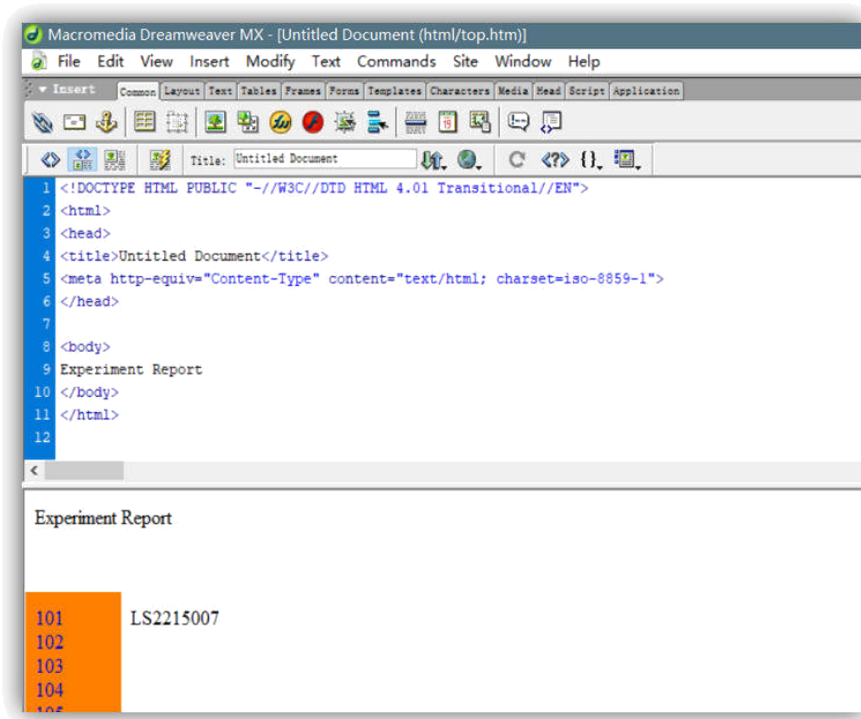 Macromedia Dreamweaver MX - [Untitled Document (html/top.htm)]
File Edit View Insert Modify Text Commands Site Window Help
Insert Common Layout Text Tables Frames Forms Templates Characters Media Head Script Application
Title: Untitled Document
1 <!DOCTYPE HTML PUBLIC "-//W3C//DTD HTML 4.01 Transitional//EN">
2 <html>
3 <head>
4 <title>Untitled Document</title>
5 <meta http-equiv="Content-Type" content="text/html; charset=iso-8859-1">
6 </head>
7
8 <body>
9 Experiment Report
10 </body>
11 </html>
12
Experiment Report
101 LS2215007
102
103
104